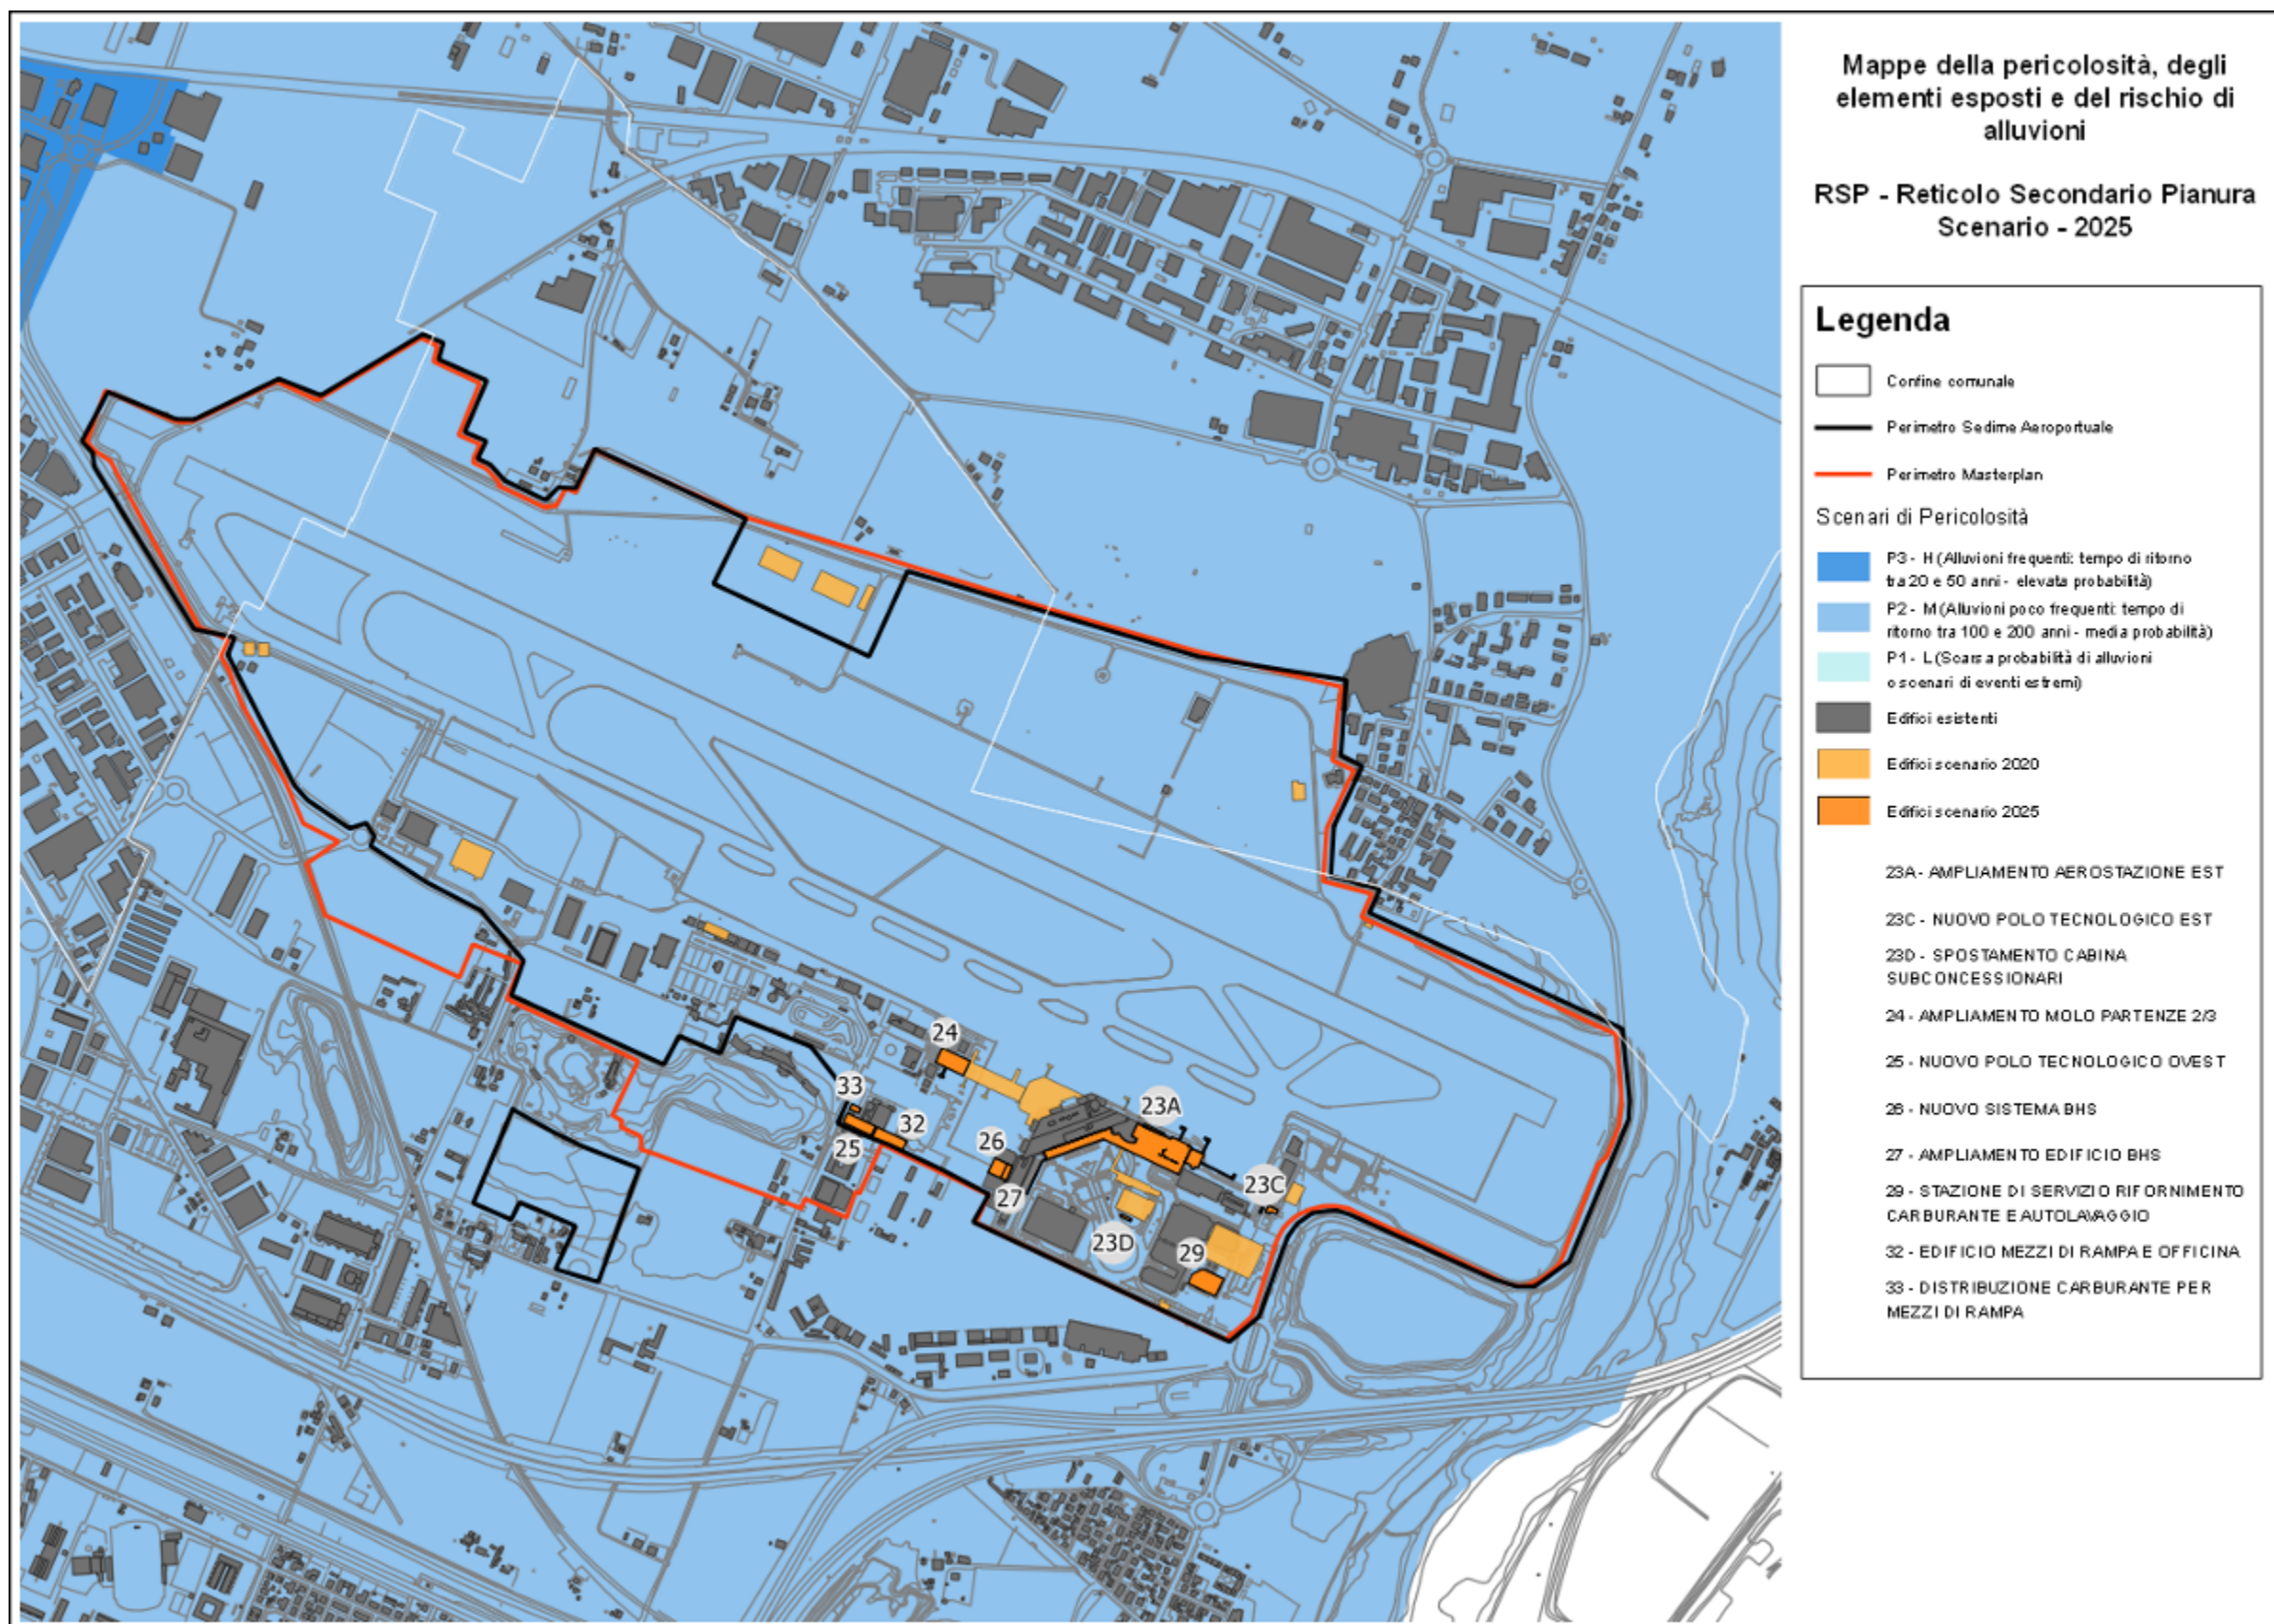 Mappe della pericolosità, degli
elementi esposti e del rischio di
alluvioni
RSP - Reticolo Secondario Pianura
Scenario - 2025
Legenda
Confine comunale
Perimetro Sedime Aeroportuale
Perimetro Masterplan
Scenari di Pericolosità
P3 - H (Alluvioni frequenti: tempo di ritorno
tra 20 e 50 anni - elevata probabilità)
P2 - M (Alluvioni poco frequenti: tempo di
ritorno tra 100 e 200 anni - media probabilità)
P1 - L (Scarsa probabilità di alluvioni
o scenari di eventi estremi)
Edifici esistenti
Edifici scenario 2020
Edifici scenario 2025
23A - AMPLIAMENTO AEROSTAZIONE EST
23C - NUOVO POLO TECNOLOGICO EST
23D - SPOSTAMENTO CABINA
SUBCONCESSIONARI
24 - AMPLIAMENTO MOLO PARTENZE 2/3
25 - NUOVO POLO TECNOLOGICO OVEST
26 - NUOVO SISTEMA BHS
27 - AMPLIAMENTO EDIFICIO BHS
29 - STAZIONE DI SERVIZIO RIFORNIMENTO
CARBURANTE E AUTOLAVAGGIO
32 - EDIFICIO MEZZI DI RAMPA E OFFICINA
33 - DISTRIBUZIONE CARBURANTE PER
MEZZI DI RAMPA
24
33
23A
32
25
26
23C
27
23D
29